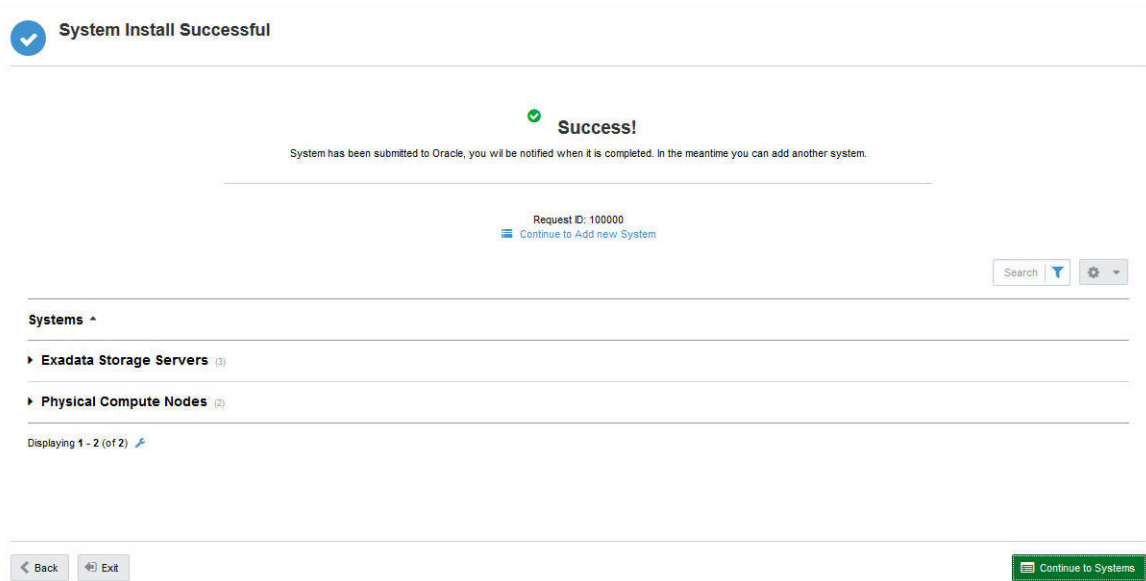 System Install Successful
Success!
System has been submitted to Oracle, you wil be notified when it is completed. In the meantime you can add another system.
Request ID: 100000
Continue to Add new System
Search
Systems
Exadata Storage Servers (3)
Physical Compute Nodes (2)
Displaying 1 - 2 (of 2)
Back Exit Continue to Systems